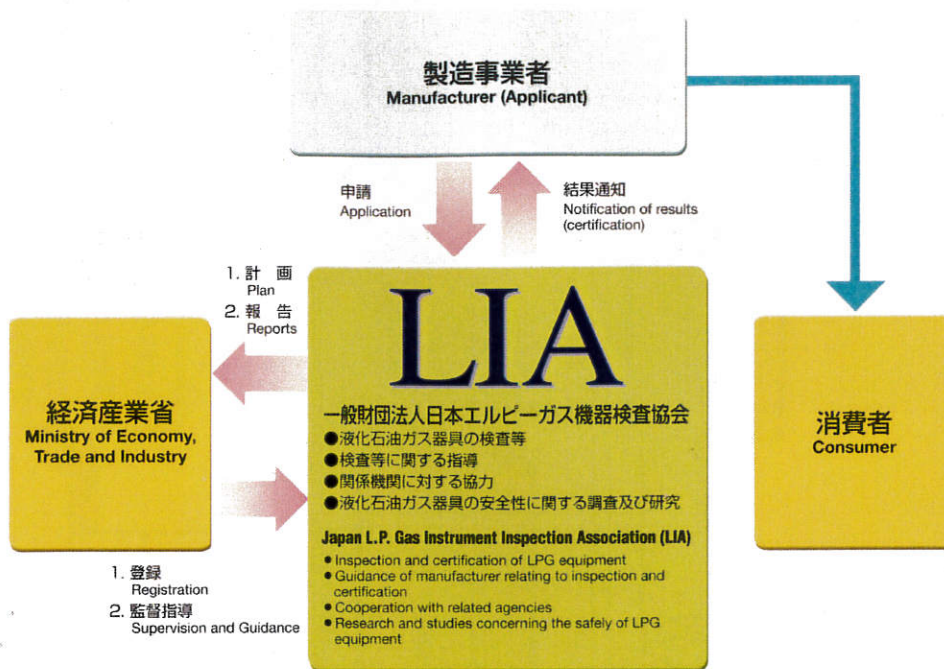 製造事業者
Manufacturer (Applicant)
申請
Application
結果通知
Notification of results
(certification)
1. 計　画
Plan
2. 報　告
Reports
経済産業省
Ministry of Economy,
Trade and Industry
1. 登録
Registration
2. 監督指導
Supervision and Guidance
LIA
一般財団法人日本エルピーガス機器検査協会
●液化石油ガス器具の検査等
●検査等に関する指導
●関係機関に対する協力
●液化石油ガス器具の安全性に関する調査及び研究
Japan L.P. Gas Instrument Inspection Association (LIA)
● Inspection and certification of LPG equipment
● Guidance of manufacturer relating to inspection and
certification
● Cooperation with related agencies
● Research and studies concerning the safely of LPG
equipment
消費者
Consumer